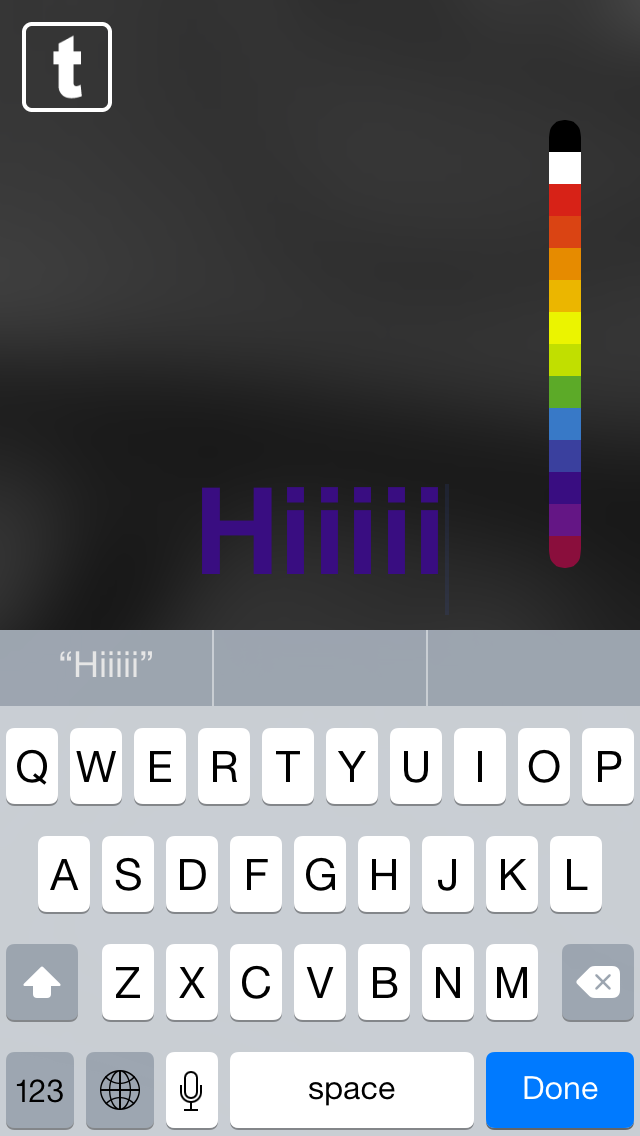 t
Hiiiii
“Hiiiii”
Q W E R T Y U I O P
A S D F G H J K L
Z X C V B N M
123 space Done